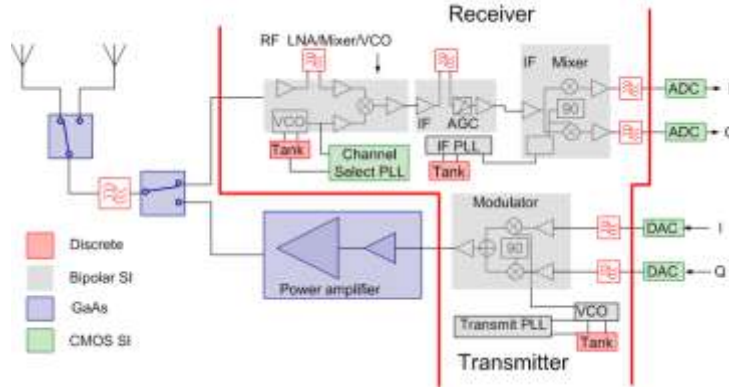 Receiver
RF LNA/Mixer/VCO
IF Mixer
VCO
IF AGC
90
ADC
I
ADC
Tank
Channel
Select PLL
IF PLL
Tank
Modulator
90
DAC
I
DAC
Q
Power amplifier
VCO
Transmit PLL
Tank
Transmitter
Discrete
Bipolar SI
GaAs
CMOS SI